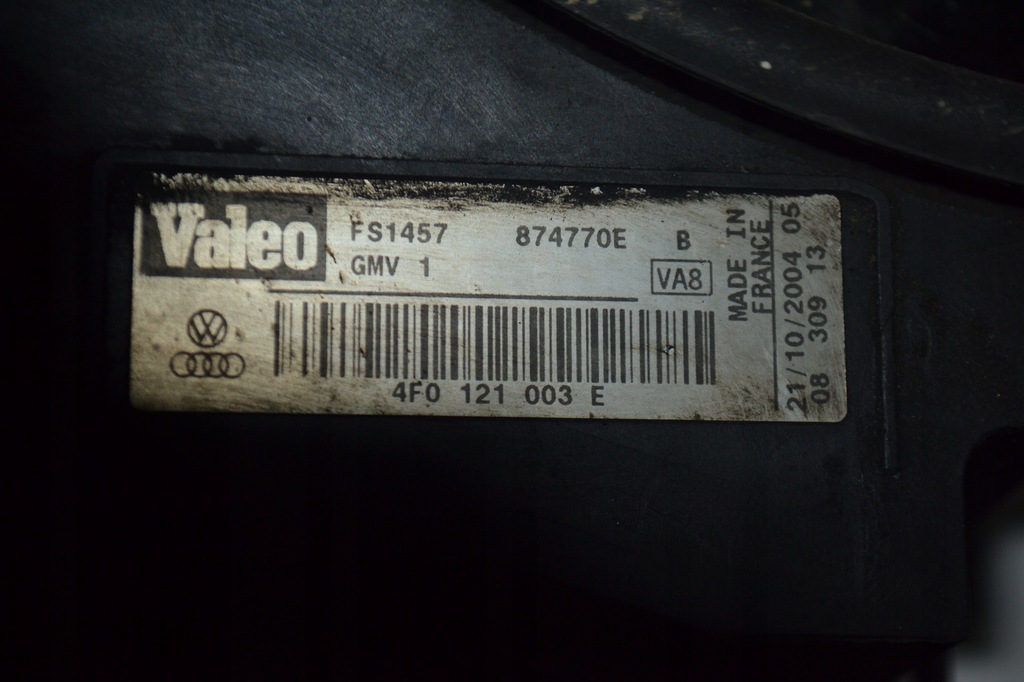 Valeo
FS1457 874770E B
GMV 1 VA8
4F0 121 003 E
MADE IN
FRANCE
21/10/2004 05
08 309 13